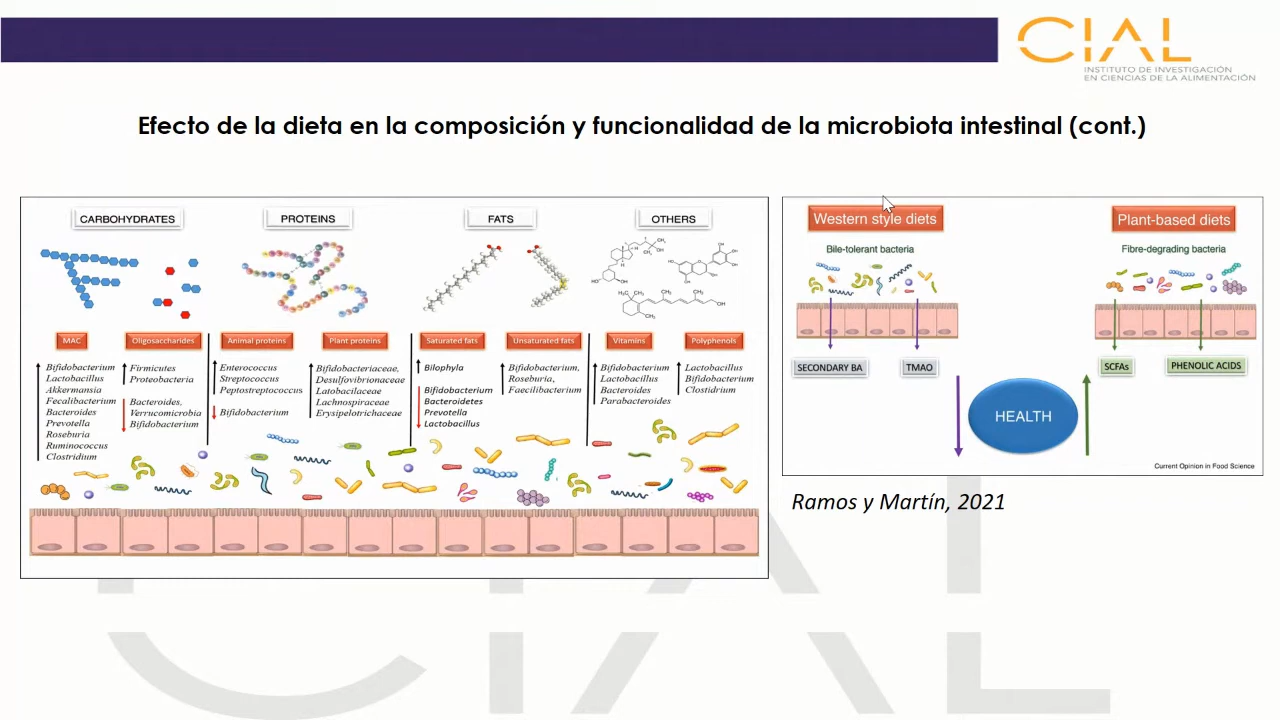 CIAL
INSTITUTO DE INVESTIGACIÓN
EN CIENCIAS DE LA ALIMENTACIÓN
Efecto de la dieta en la composición y funcionalidad de la microbiota intestinal (cont.)
CARBOHYDRATES
PROTEINS
FATS
OTHERS
MAC
Oligosaccharides
Animal proteins
Plant proteins
Saturated fats
Unsaturated fats
Vitamins
Polyphenols
Bifidobacterium
Lactobacillus
Akkermansia
Fecalibacterium
Bacteroides
Prevotella
Roseburia
Ruminococcus
Clostridium
Firmicutes
Proteobacteria
Bacteroides,
Verrucomicrobia
Bifidobacterium
Enterococcus
Streptococcus
Peptostreptococcus
Bifidobacterium
Bifidobacteriaceae,
Desulfovibrionaceae
Latobacilaceae
Lachnospiraceae
Erysipelotrichaceae
Bilophyla
Bifidobacterium
Bacteroidetes
Prevotella
Lactobacillus
Bifidobacterium,
Roseburia,
Faecilibacterium
Bifidobacterium
Lactobacillus
Bacteroides
Parabacteroides
Lactobacillus
Bifidobacterium
Clostridium
Western style diets
Plant-based diets
Bile-tolerant bacteria
Fibre-degrading bacteria
SECONDARY BA
TMAO
SCFAs
PHENOLIC ACIDS
HEALTH
Current Opinion in Food Science
Ramos y Martín, 2021